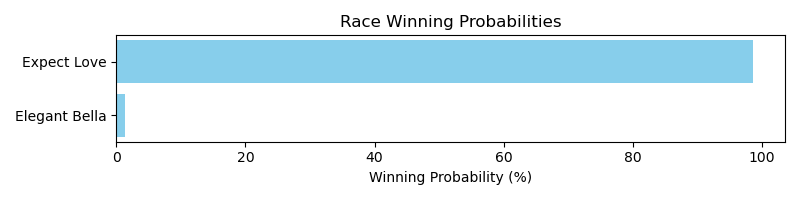 Race Winning Probabilities
Expect Love
Elegant Bella
0 20 40 60 80 100
Winning Probability (%)